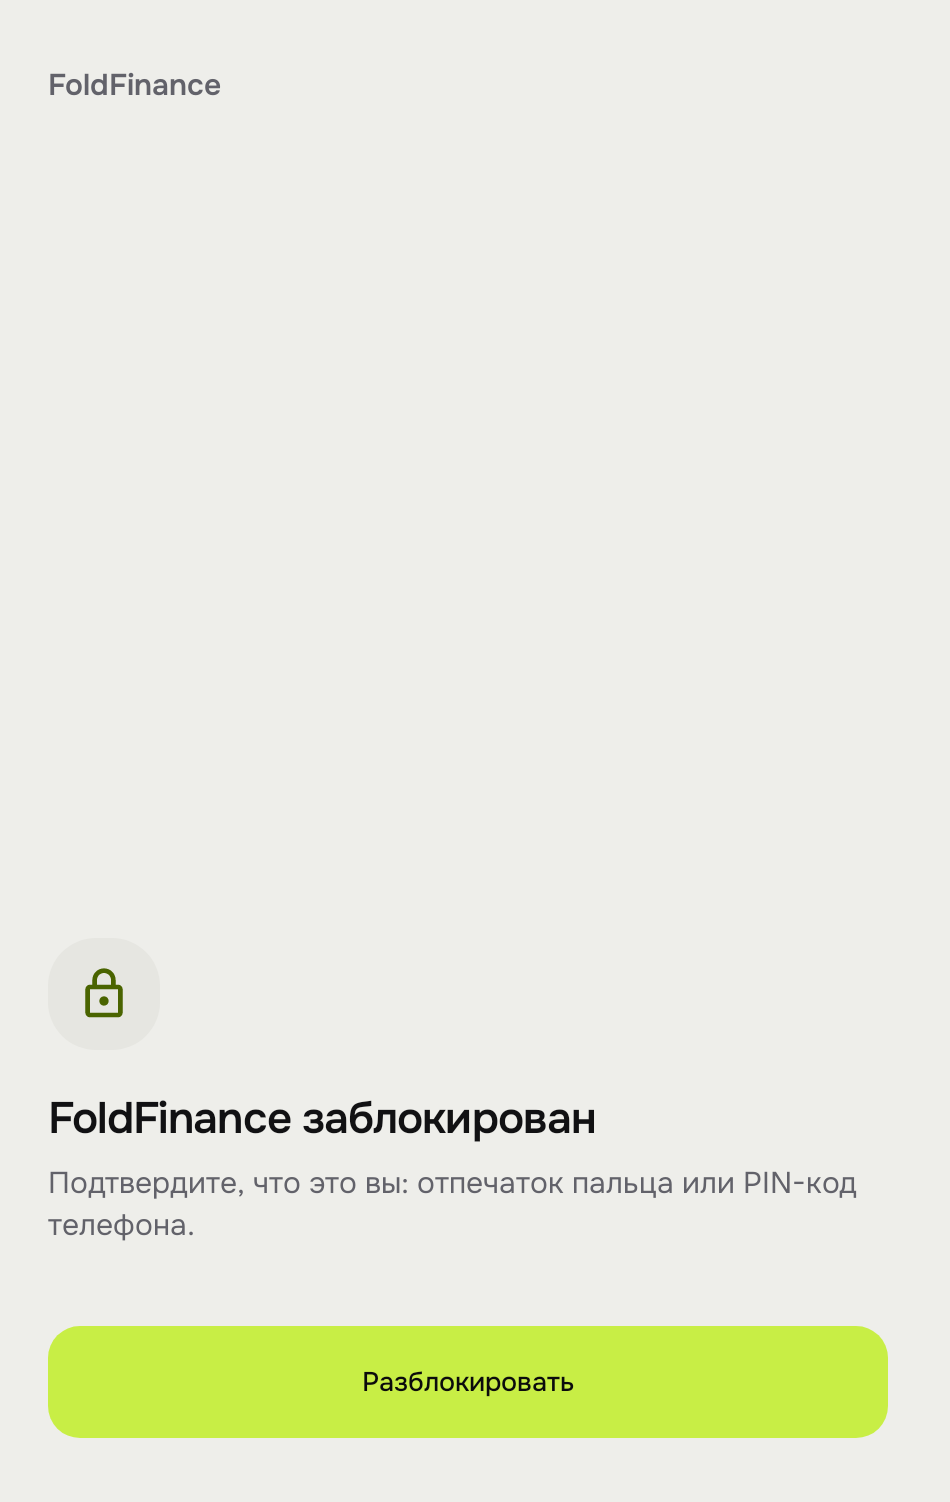 FoldFinance
FoldFinance заблокирован
Подтвердите, что это вы: отпечаток пальца или PIN-код
телефона.
Разблокировать